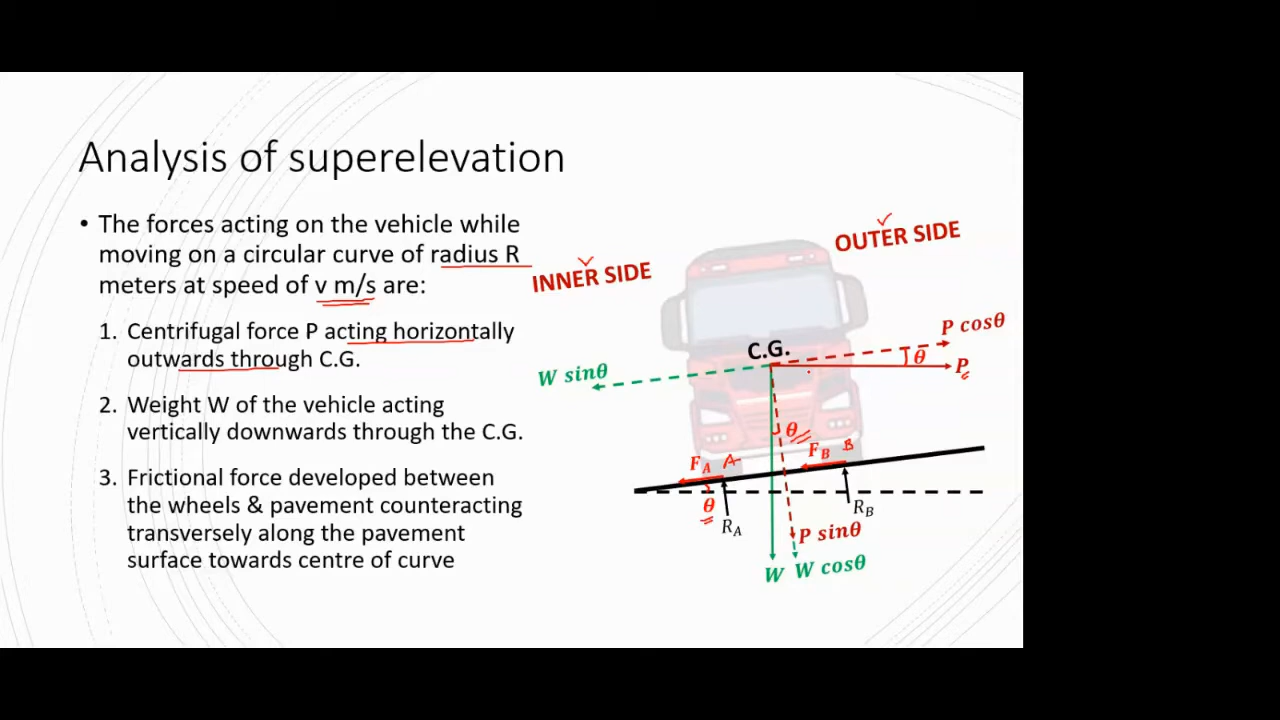 Analysis of superelevation
• The forces acting on the vehicle while
moving on a circular curve of radius R
meters at speed of v m/s are:
1. Centrifugal force P acting horizontally
outwards through C.G.
2. Weight W of the vehicle acting
vertically downwards through the C.G.
3. Frictional force developed between
the wheels & pavement counteracting
transversely along the pavement
surface towards centre of curve
OUTER SIDE
INNER SIDE
P cosθ
C.G.
θ
P
W sinθ
θ
F_A A
F_B B
θ
R_A
R_B
P sinθ
W
W cosθ